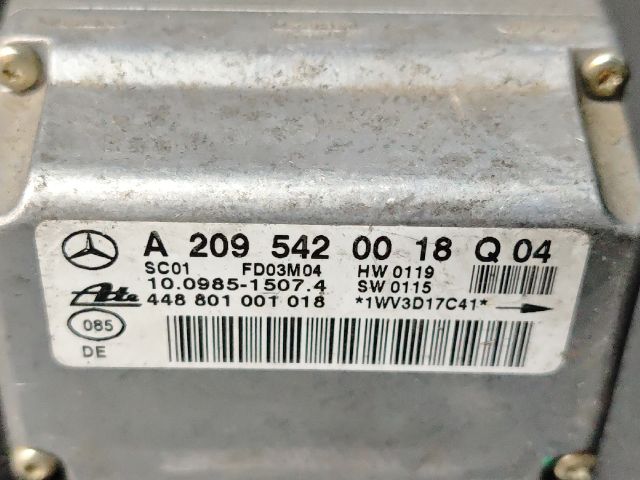 A 209 542 00 18 Q 04
SC01 FD03M04 HW 0119
10.0985-1507.4 SW 0115
Ate 448 801 001 018 *1WV3D17C41*
085
DE